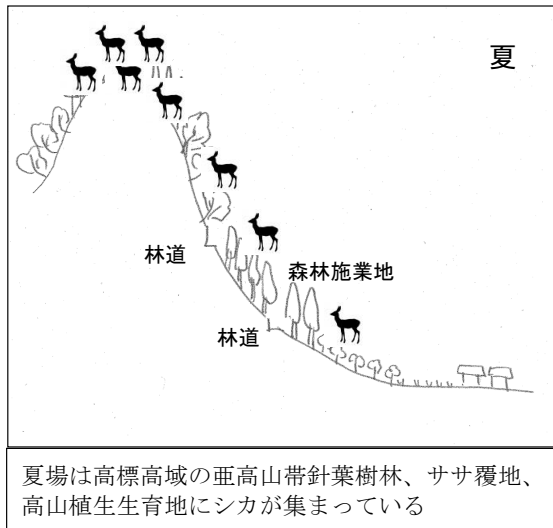 夏
林道
森林施業地
林道
夏場は高標高域の亜高山帯針葉樹林、ササ覆地、
高山植生生育地にシカが集まっている